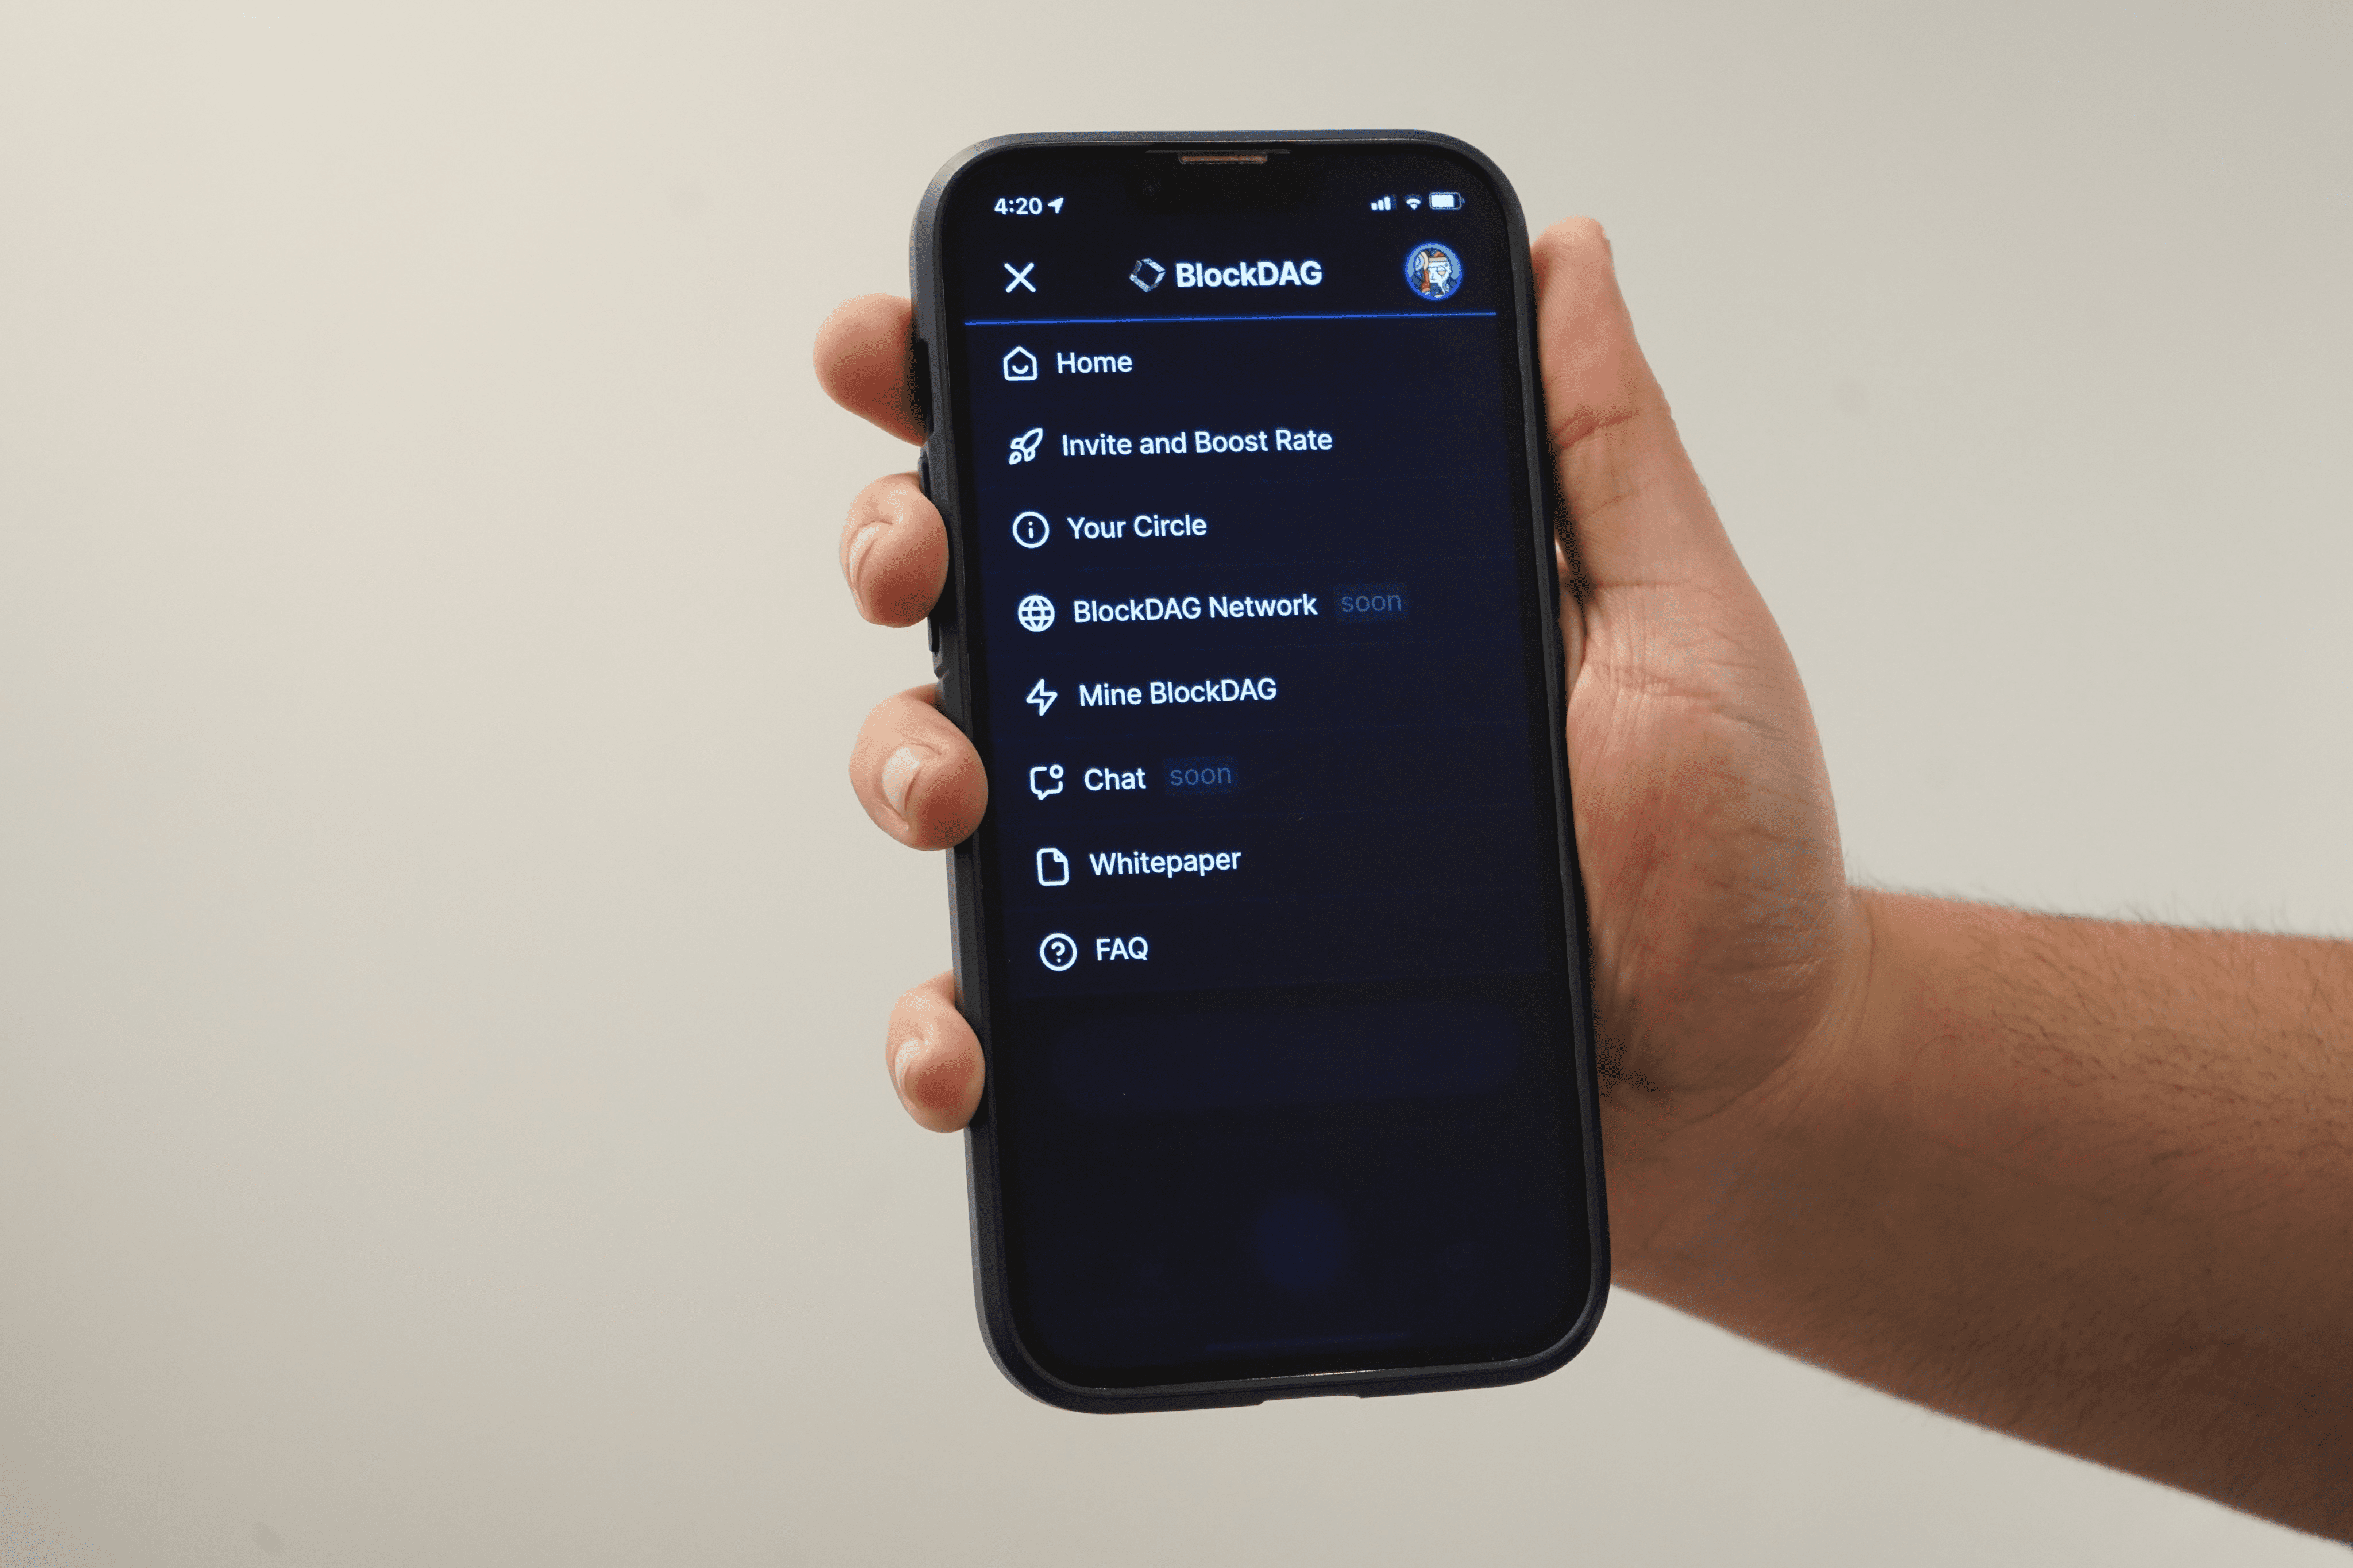 4:20
BlockDAG
Home
Invite and Boost Rate
Your Circle
BlockDAG Network soon
Mine BlockDAG
Chat soon
Whitepaper
FAQ